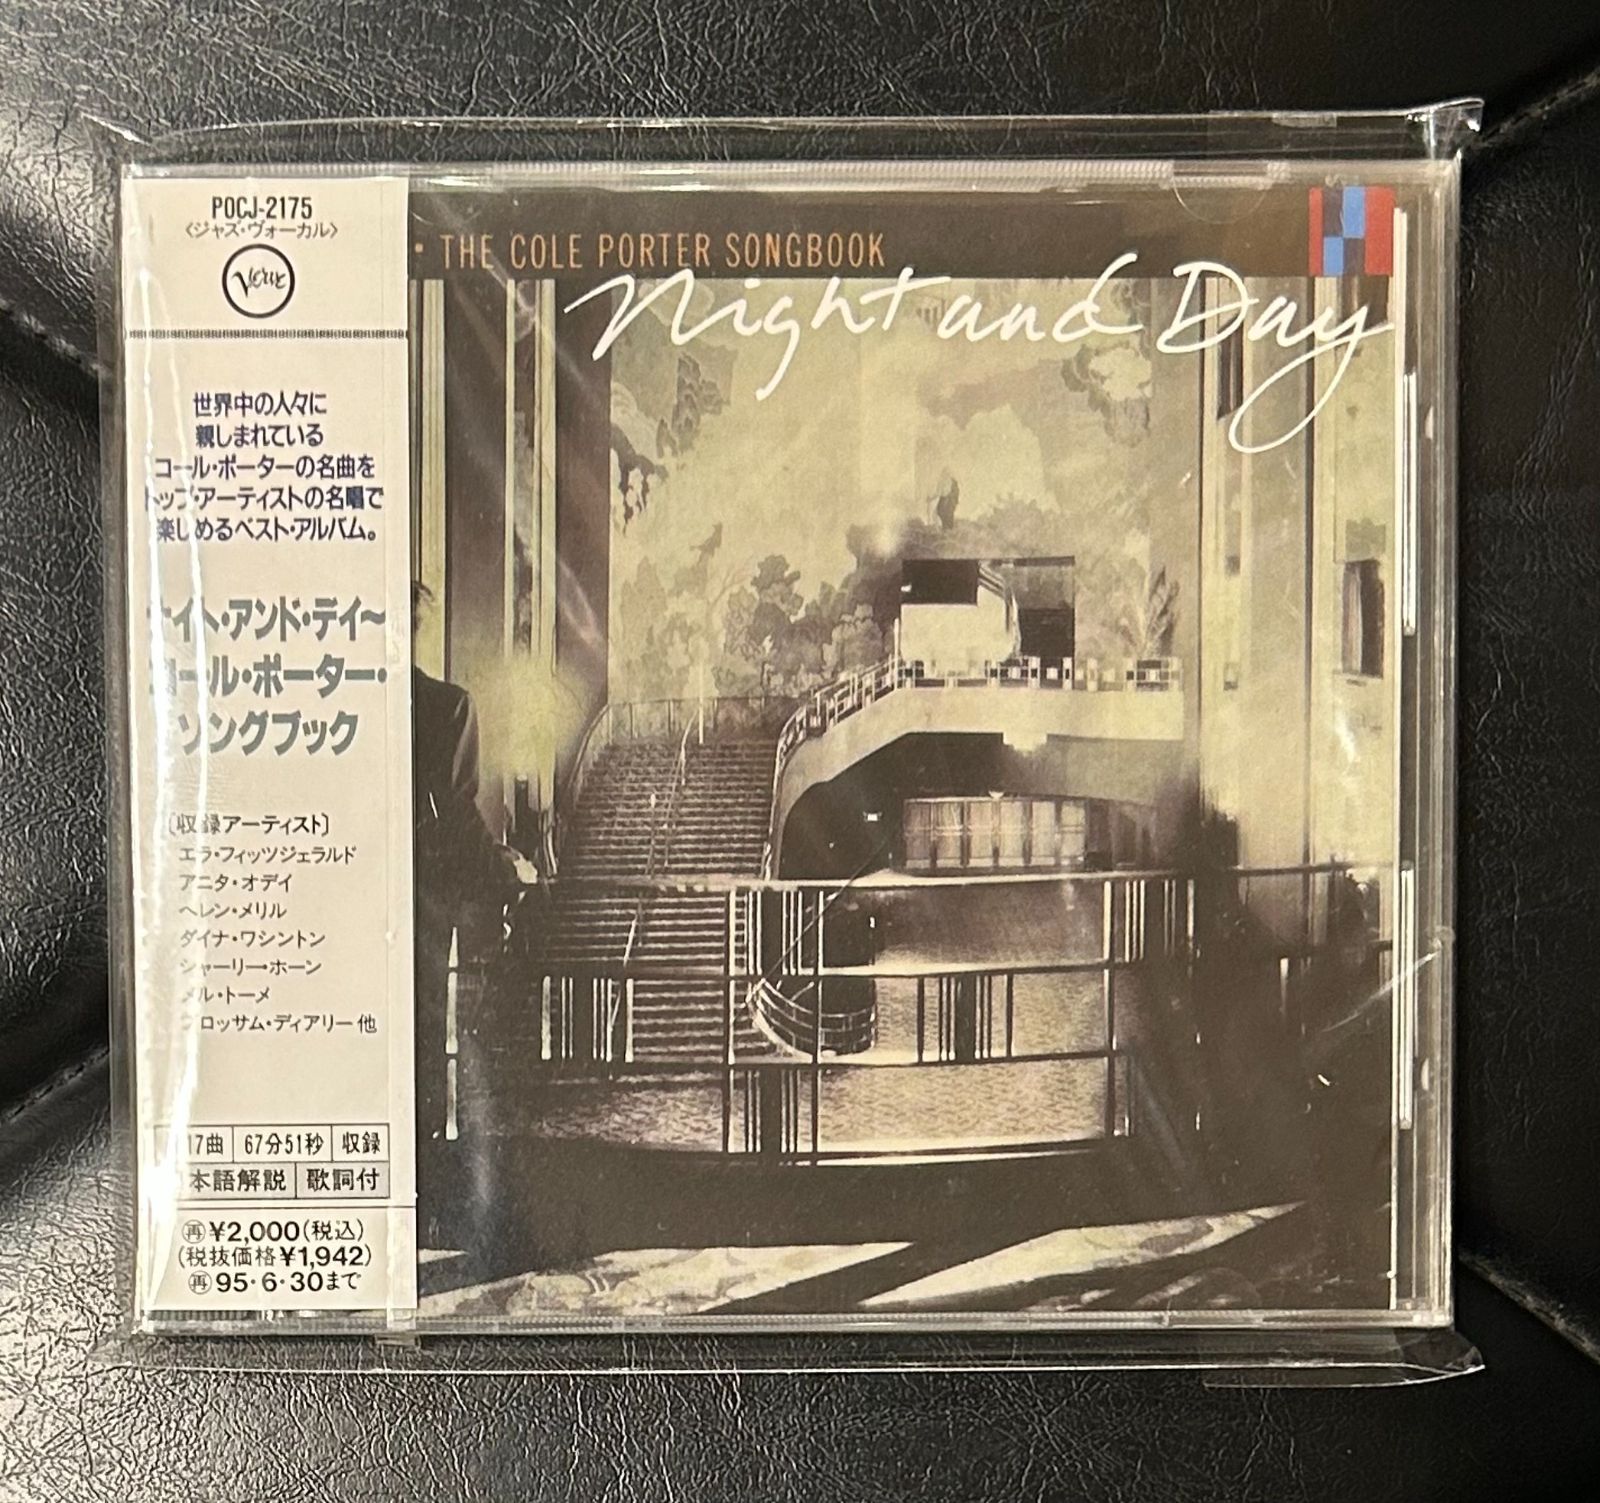 POCJ-2175
〈ジャズ・ヴォーカル〉
VERVE
世界中の人々に
親しまれている
コール・ポーターの名曲を
トップ・アーティストの名唱で
楽しめるベスト・アルバム。
ナイト・アンド・デイ〜
コール・ポーター・
ソングブック
〔収録アーティスト〕
エラ・フィッツジェラルド
アニタ・オデイ
ヘレン・メリル
ダイナ・ワシントン
シャーリー・ホーン
メル・トーメ
ブロッサム・ディアリー 他
17曲 67分51秒 収録
本語解説 歌詞付
再 ¥2,000(税込)
(税抜価格¥1,942)
再 95・6・30まで
・THE COLE PORTER SONGBOOK
Night and Day